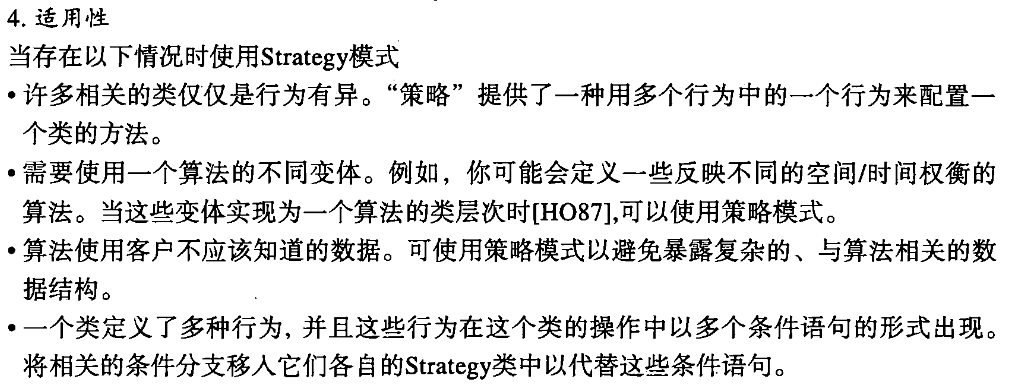 4. 适用性
当存在以下情况时使用Strategy模式
• 许多相关的类仅仅是行为有异。“策略”提供了一种用多个行为中的一个行为来配置一
个类的方法。
• 需要使用一个算法的不同变体。例如，你可能会定义一些反映不同的空间/时间权衡的
算法。当这些变体实现为一个算法的类层次时[HO87],可以使用策略模式。
• 算法使用客户不应该知道的数据。可使用策略模式以避免暴露复杂的、与算法相关的数
据结构。
• 一个类定义了多种行为, 并且这些行为在这个类的操作中以多个条件语句的形式出现。
将相关的条件分支移入它们各自的Strategy类中以代替这些条件语句。